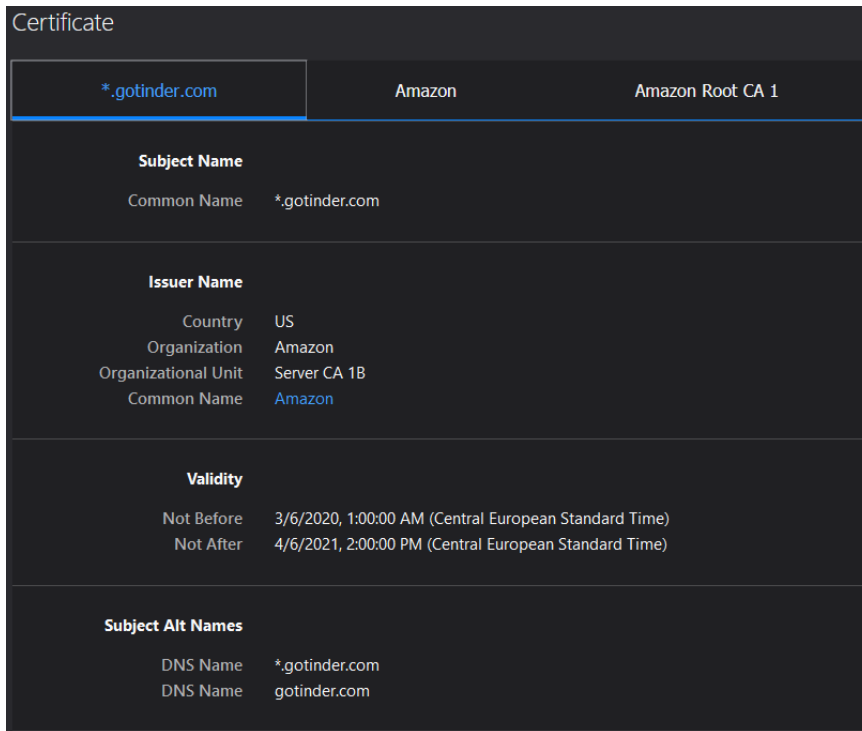 Certificate
*.gotinder.com Amazon Amazon Root CA 1
Subject Name
Common Name *.gotinder.com
Issuer Name
Country US
Organization Amazon
Organizational Unit Server CA 1B
Common Name Amazon
Validity
Not Before 3/6/2020, 1:00:00 AM (Central European Standard Time)
Not After 4/6/2021, 2:00:00 PM (Central European Standard Time)
Subject Alt Names
DNS Name *.gotinder.com
DNS Name gotinder.com